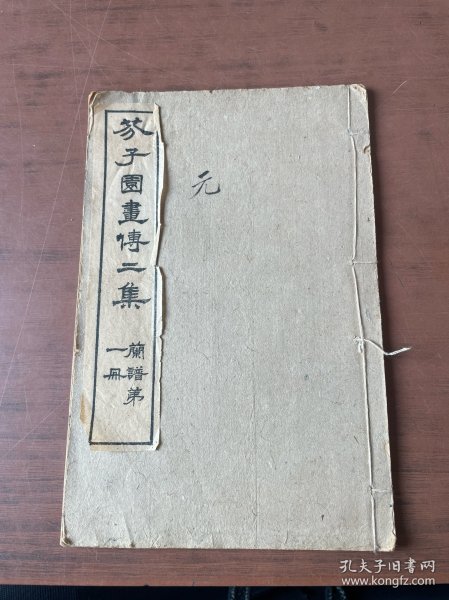 芥子園畫傳二集
蘭譜第
一冊
元
孔夫子旧书网
www.kongfz.com